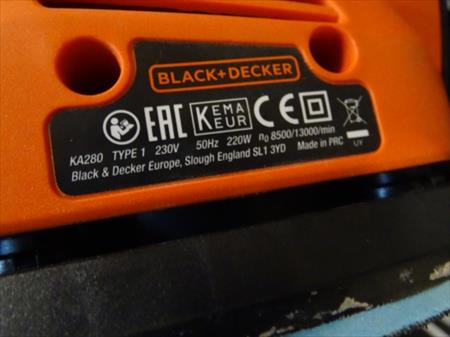 BLACK+DECKER
EAC KEMA KEUR CE
KA280 TYPE 1 230V 50Hz 220W n₀ 8500/13000/min
Black & Decker Europe, Slough England SL1 3YD Made in PRC